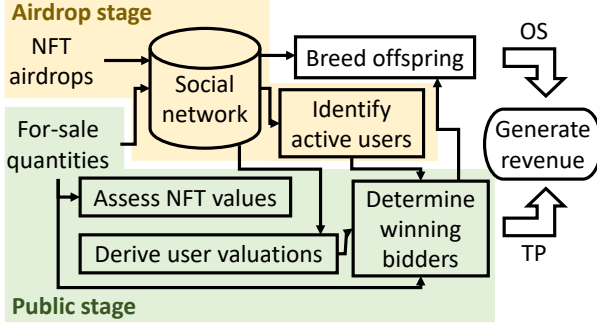 Airdrop stage
NFT
airdrops
Social
network
Breed offspring
OS
Identify
active users
Generate
revenue
For-sale
quantities
Assess NFT values
Determine
winning
bidders
Derive user valuations
TP
Public stage